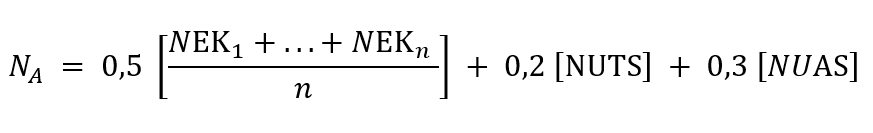 N_A = 0,5 [(NEK_1 + ... + NEK_n) / n] + 0,2 [NUTS] + 0,3 [NUAS]